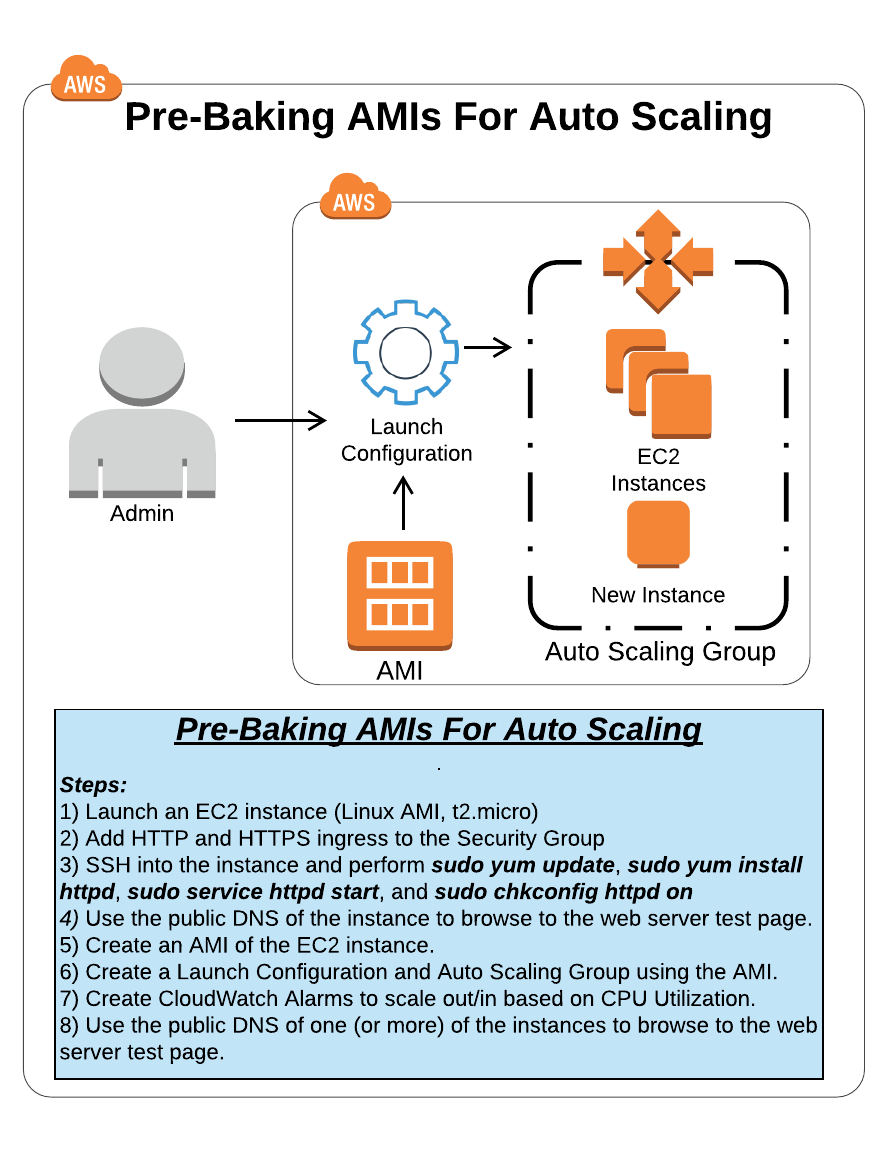 AWS
Pre-Baking AMIs For Auto Scaling
AWS
Launch
Configuration
Admin
EC2
Instances
New Instance
Auto Scaling Group
AMI
Pre-Baking AMIs For Auto Scaling
.
Steps:
1) Launch an EC2 instance (Linux AMI, t2.micro)
2) Add HTTP and HTTPS ingress to the Security Group
3) SSH into the instance and perform sudo yum update, sudo yum install
httpd, sudo service httpd start, and sudo chkconfig httpd on
4) Use the public DNS of the instance to browse to the web server test page.
5) Create an AMI of the EC2 instance.
6) Create a Launch Configuration and Auto Scaling Group using the AMI.
7) Create CloudWatch Alarms to scale out/in based on CPU Utilization.
8) Use the public DNS of one (or more) of the instances to browse to the web
server test page.